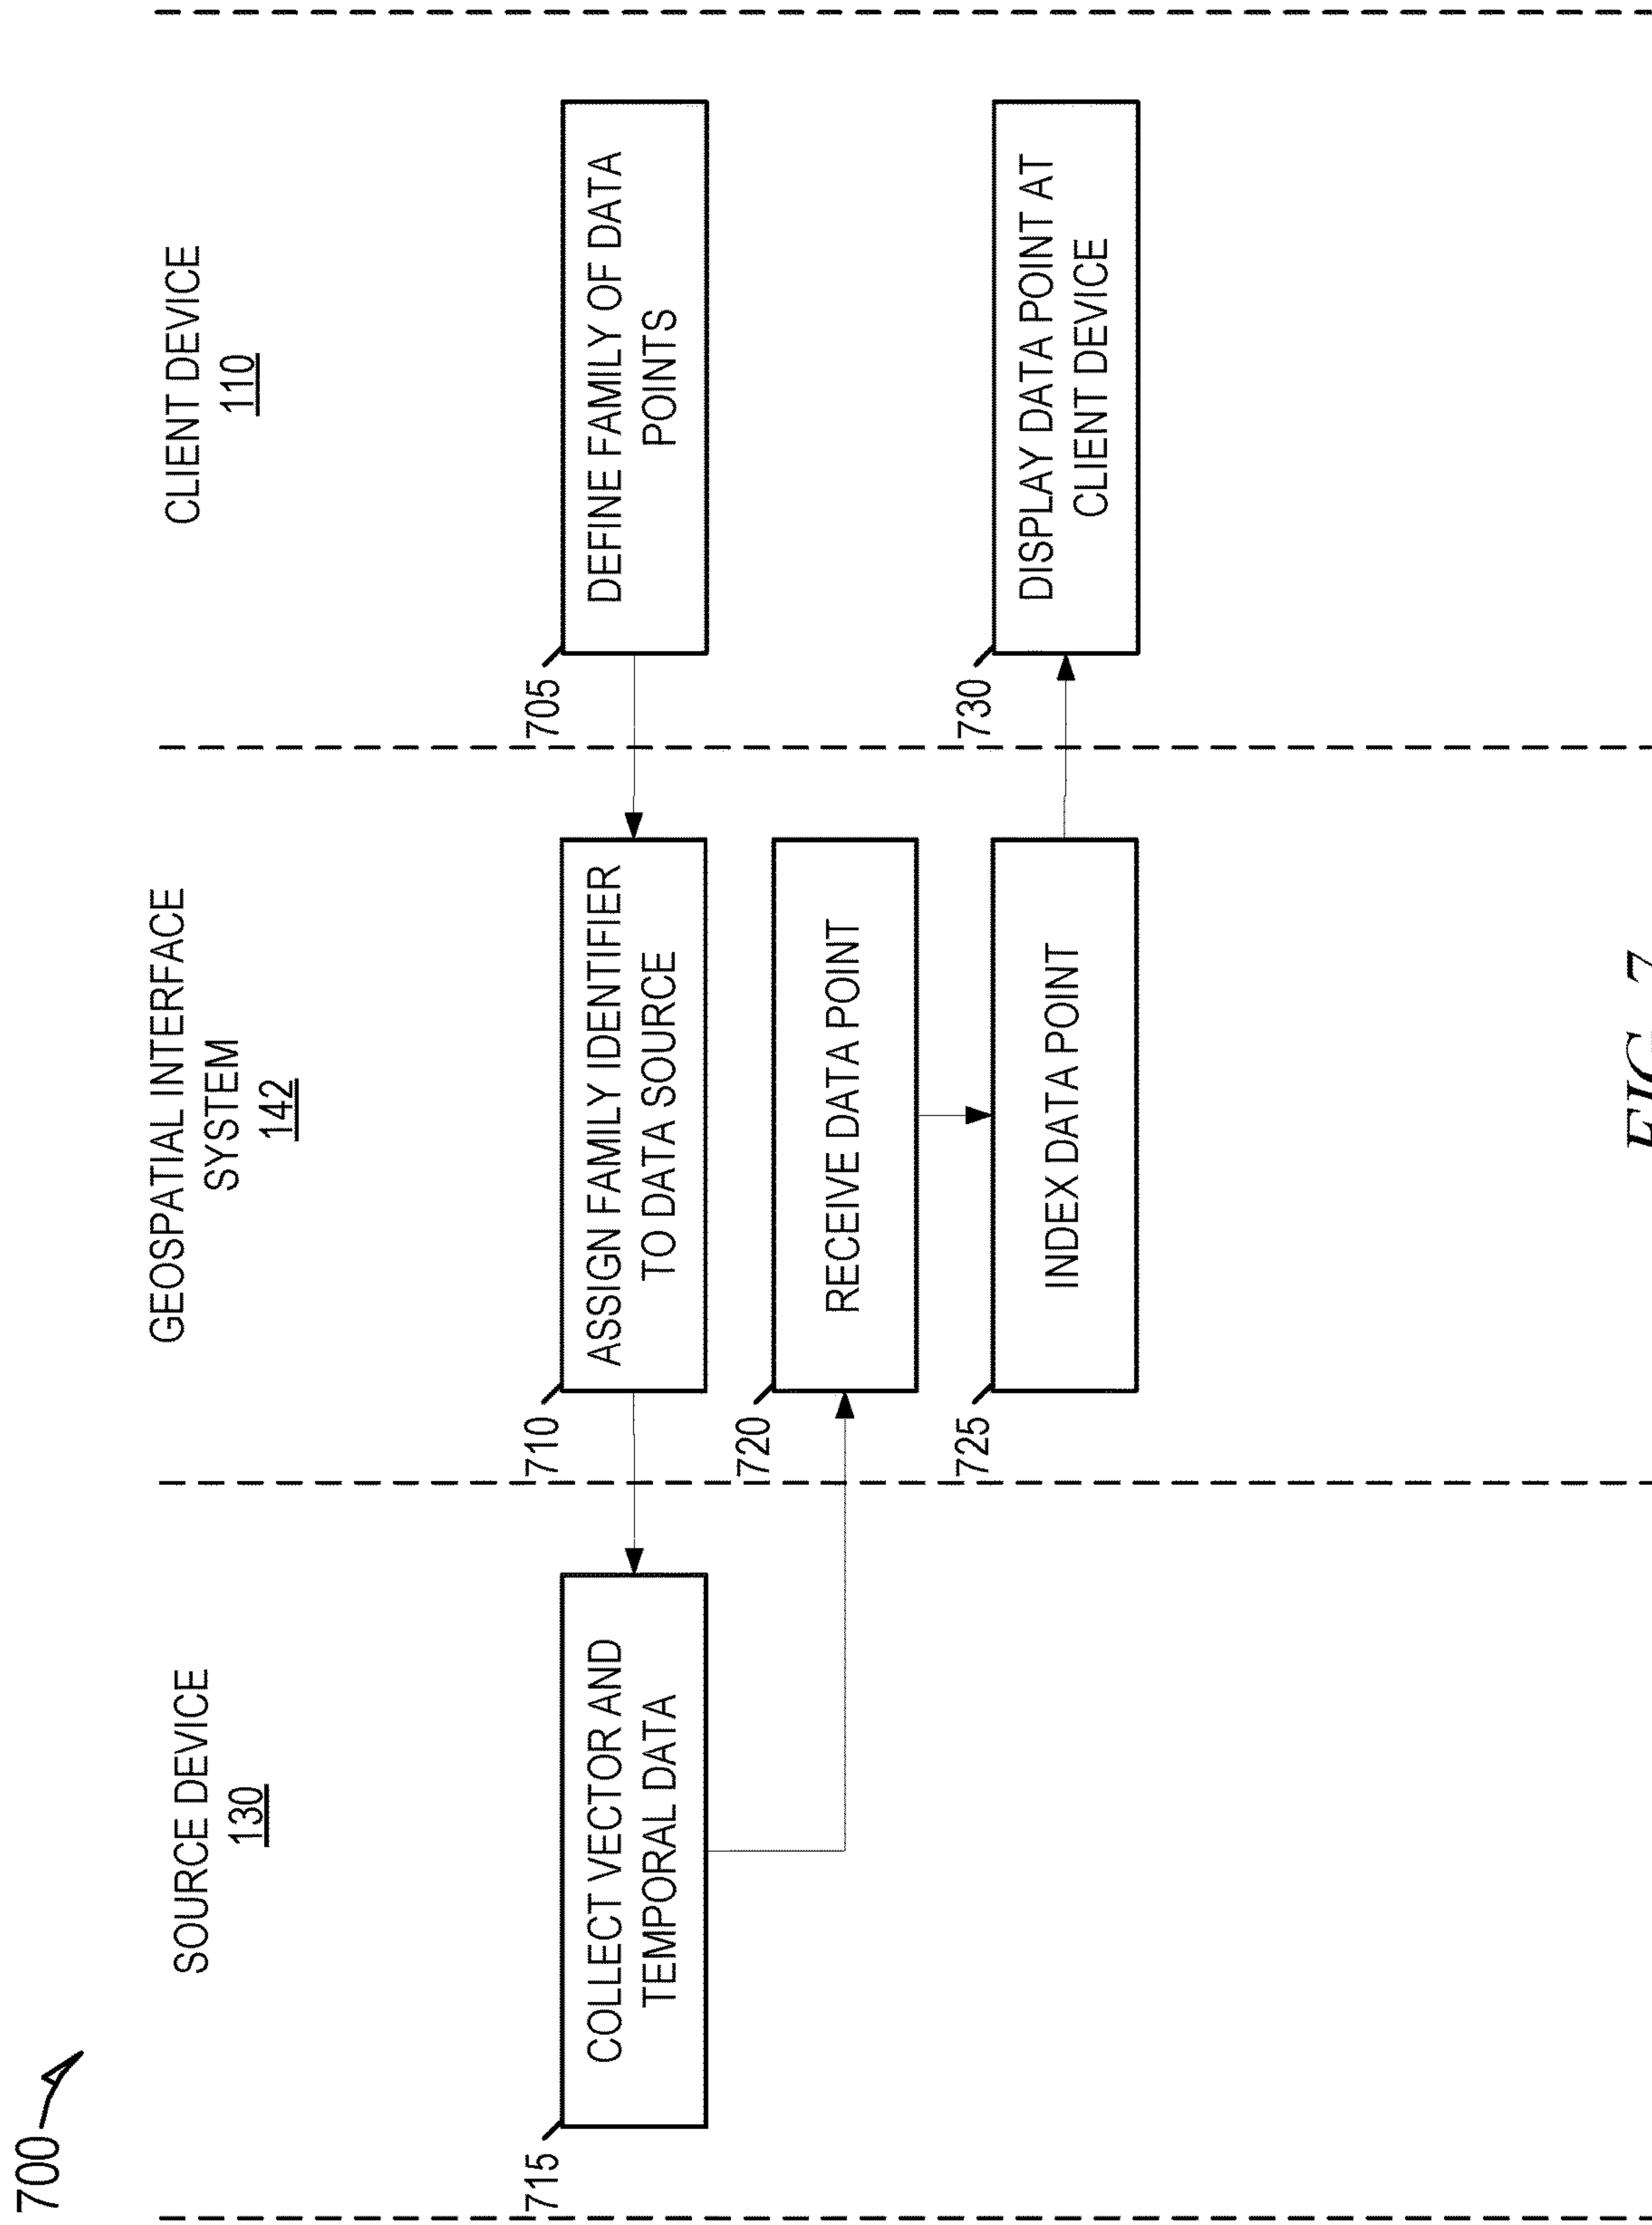 700
SOURCE DEVICE
130
GEOSPATIAL INTERFACE
SYSTEM
142
CLIENT DEVICE
110
715
COLLECT VECTOR AND
TEMPORAL DATA
710
ASSIGN FAMILY IDENTIFIER
TO DATA SOURCE
705
DEFINE FAMILY OF DATA
POINTS
720
RECEIVE DATA POINT
725
INDEX DATA POINT
730
DISPLAY DATA POINT AT
CLIENT DEVICE
FIG. 7